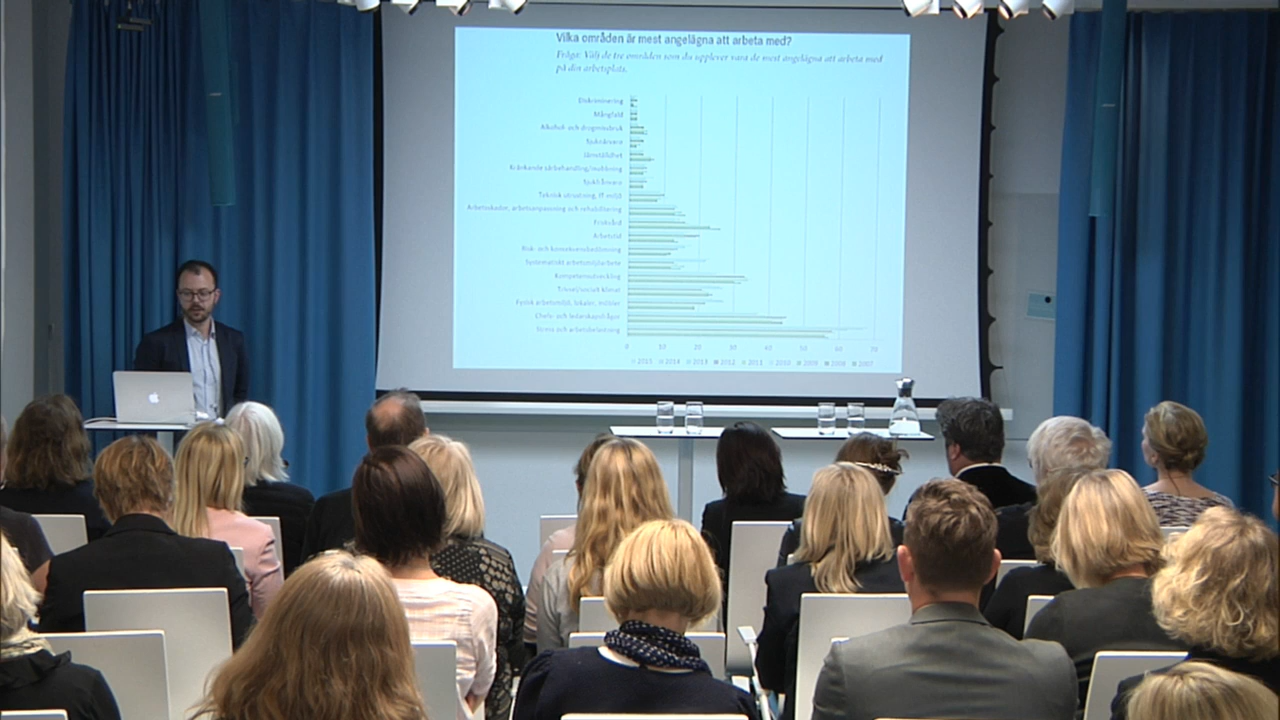 Vilka områden är mest angelägna att arbeta med?
Fråga: Välj de tre områden som du upplever vara de mest angelägna att arbeta med
på din arbetsplats.
Diskriminering
Mångfald
Alkohol- och drogmissbruk
Sjuknärvaro
Jämställdhet
Kränkande särbehandling/mobbning
Sjukfrånvaro
Teknisk utrustning, IT-miljö
Arbetsskador, arbetsanpassning och rehabilitering
Friskvård
Arbetstid
Risk- och konsekvensbedömning
Systematiskt arbetsmiljöarbete
Kompetensutveckling
Trivsel/socialt klimat
Fysisk arbetsmiljö, lokaler, möbler
Chefs- och ledarskapsfrågor
Stress och arbetsbelastning
0 10 20 30 40 50 60 70
2015 2014 2013 2012 2011 2010 2009 2008 2007